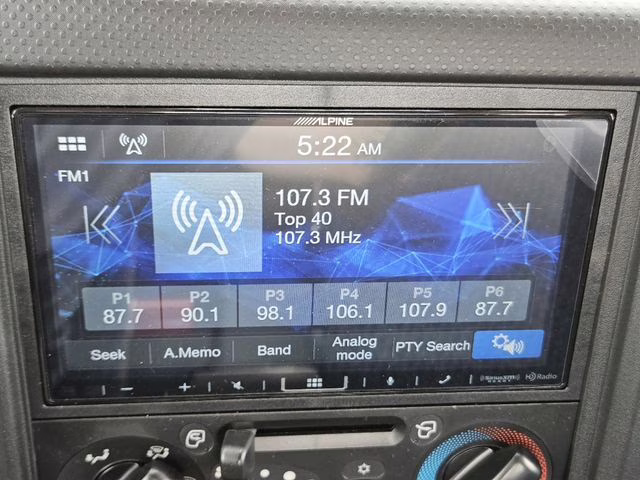 ALPINE
5:22 AM
FM1
107.3 FM
Top 40
107.3 MHz
P1 P2 P3 P4 P5 P6
87.7 90.1 98.1 106.1 107.9 87.7
Seek A.Memo Band Analog mode PTY Search
SiriusXM READY HD Radio